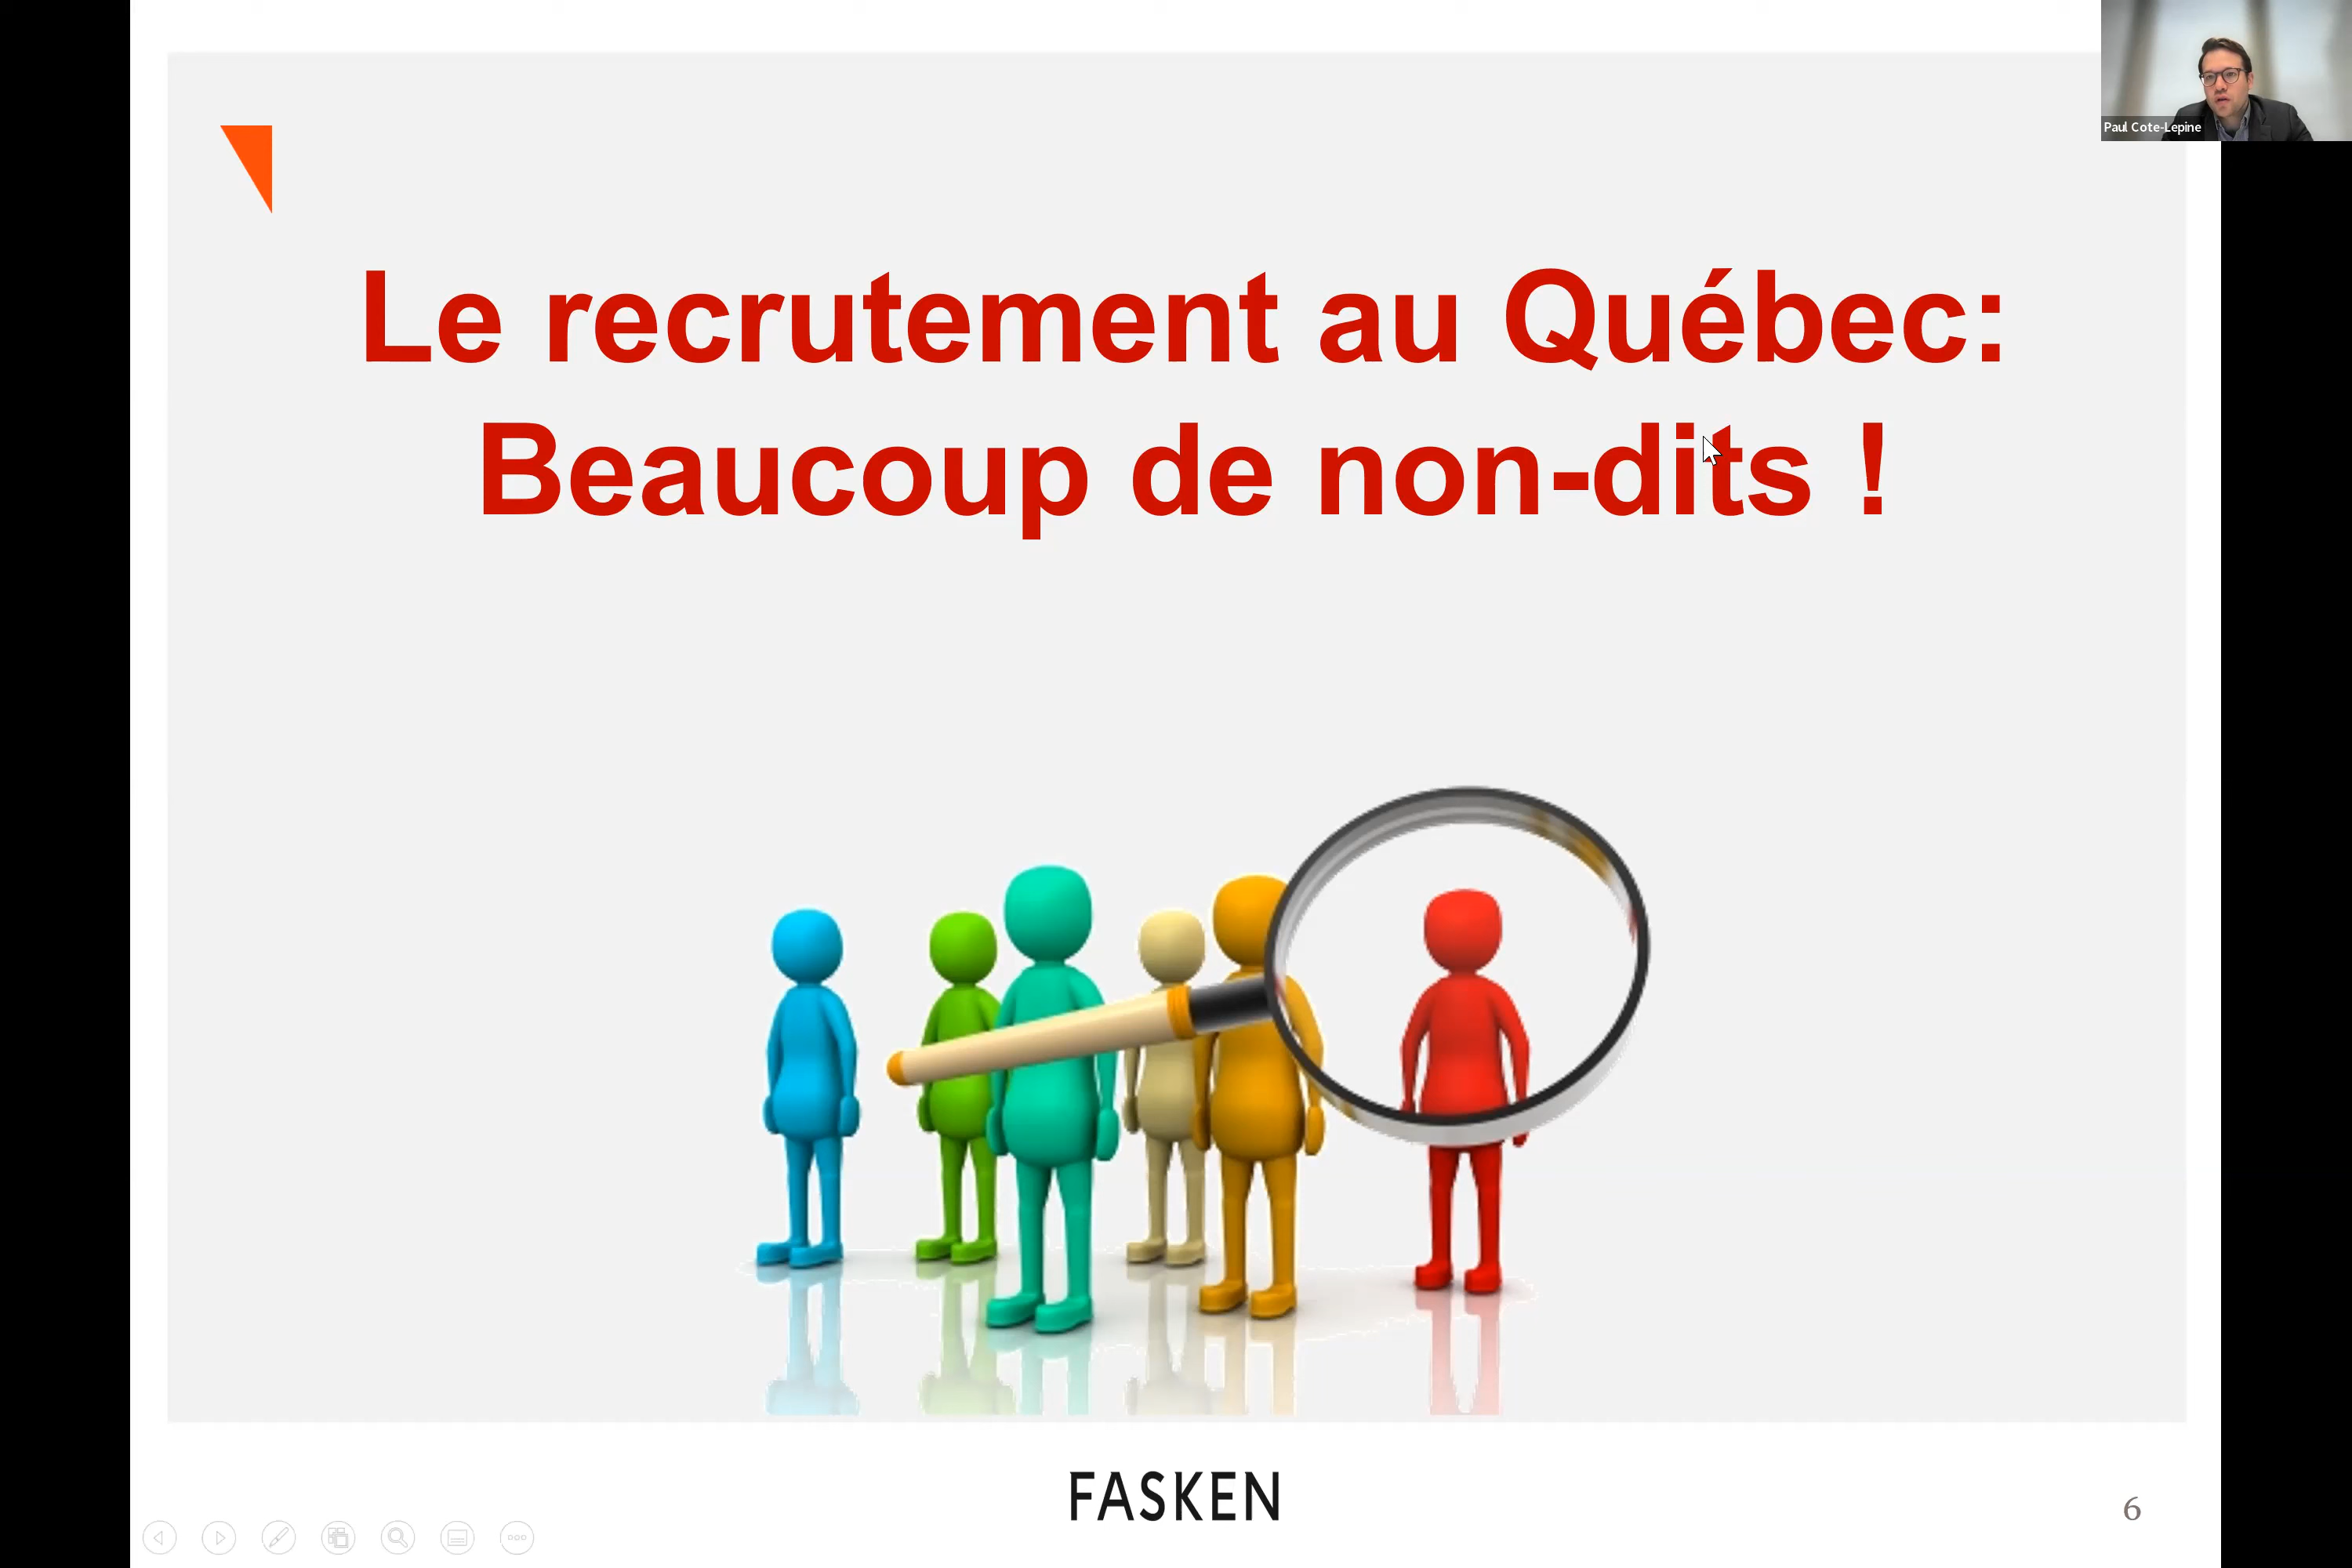 Paul Cote-Lepine
Le recrutement au Québec:
Beaucoup de non-dits !
FASKEN
6